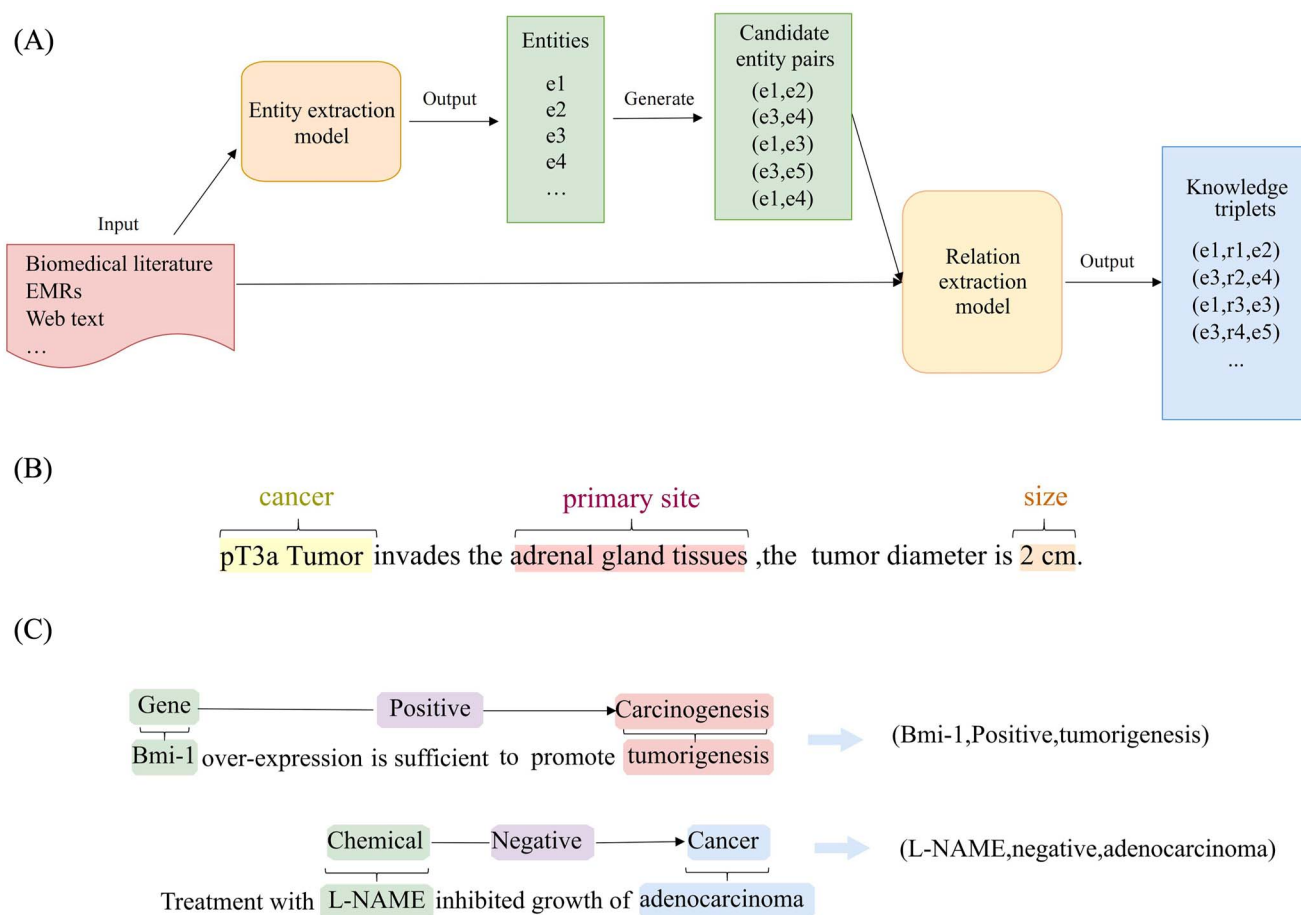 (A)
Input
Biomedical literature
EMRs
Web text
…
Entity extraction
model
Output
Entities
e1
e2
e3
e4
…
Generate
Candidate
entity pairs
(e1,e2)
(e3,e4)
(e1,e3)
(e3,e5)
(e1,e4)
Relation
extraction
model
Output
Knowledge
triplets
(e1,r1,e2)
(e3,r2,e4)
(e1,r3,e3)
(e3,r4,e5)
...
(B)
cancer primary site size
pT3a Tumor invades the adrenal gland tissues ,the tumor diameter is 2 cm.
(C)
Gene Positive Carcinogenesis
Bmi-1 over-expression is sufficient to promote tumorigenesis
(Bmi-1,Positive,tumorigenesis)
Chemical Negative Cancer
Treatment with L-NAME inhibited growth of adenocarcinoma
(L-NAME,negative,adenocarcinoma)